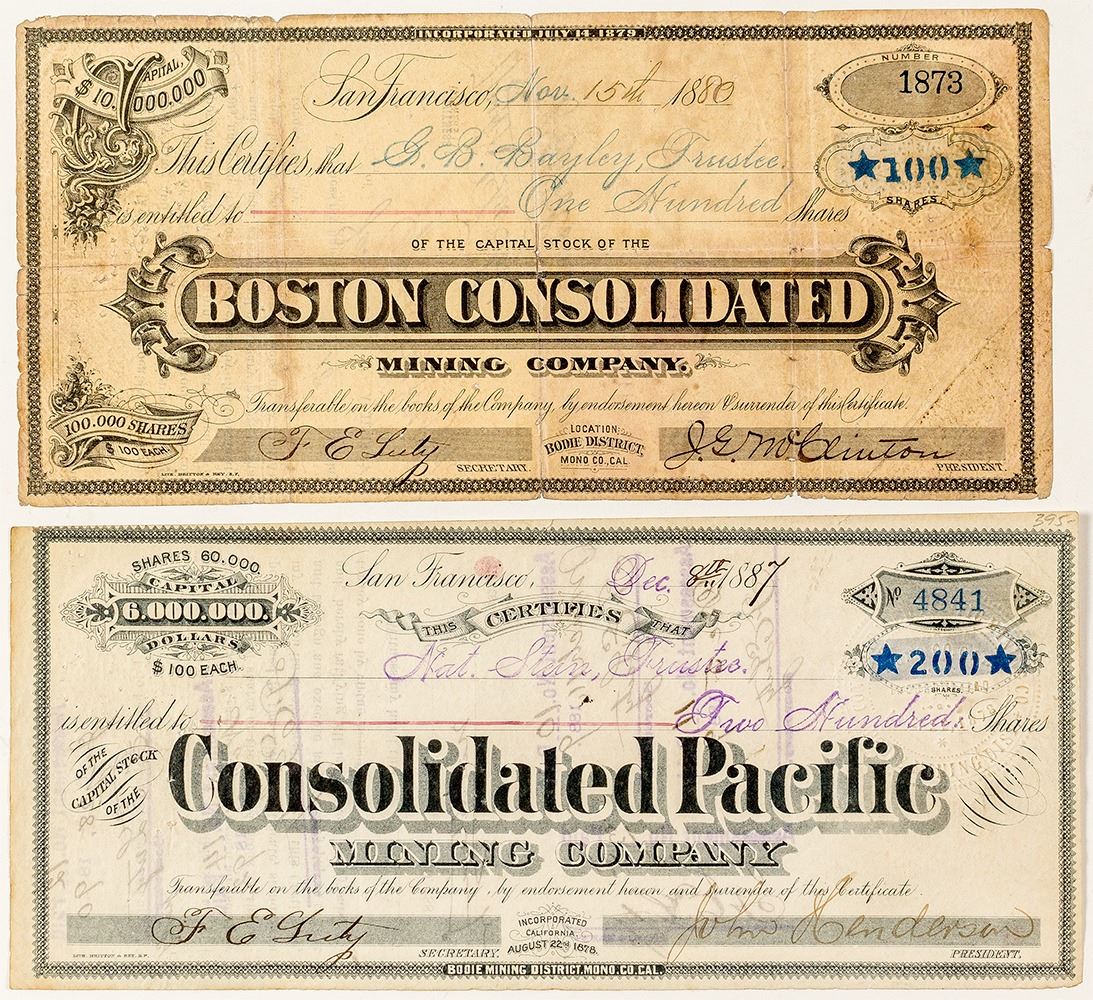 INCORPORATED JULY 14, 1879.
CAPITAL,
$10,000,000
San Francisco, Nov. 15th 1880
NUMBER
1873
This Certifies, that G. B. Bayley, Trustee.
★100★
SHARES.
is entitled to One Hundred Shares
OF THE CAPITAL STOCK OF THE
BOSTON CONSOLIDATED
MINING COMPANY.
Transferable on the books of the Company, by endorsement hereon & surrender of this Certificate.
100.000 SHARES
$100 EACH
F E Luty
SECRETARY.
LOCATION:
BODIE DISTRICT,
MONO CO., CAL.
J. G. McClinton
PRESIDENT.
LITH. BRITTON & REY, S.F.
395-
SHARES 60.000.
CAPITAL
6.000.000.
DOLLARS.
$100 EACH.
San Francisco, Dec. 8th 1887
No 4841
THIS CERTIFIES THAT
★200★
SHARES.
Nat. Stein, Trustee.
is entitled to Two Hundred. Shares
OF THE
CAPITAL STOCK
OF THE
Consolidated Pacific
MINING COMPANY
Transferable on the books of the Company, by endorsement hereon and surrender of this Certificate.
F E Luty
SECRETARY.
INCORPORATED
CALIFORNIA
AUGUST 22nd 1878.
John Henderson
PRESIDENT.
LITH. BRITTON & REY, S.F.
BODIE MINING DISTRICT, MONO. CO. CAL.